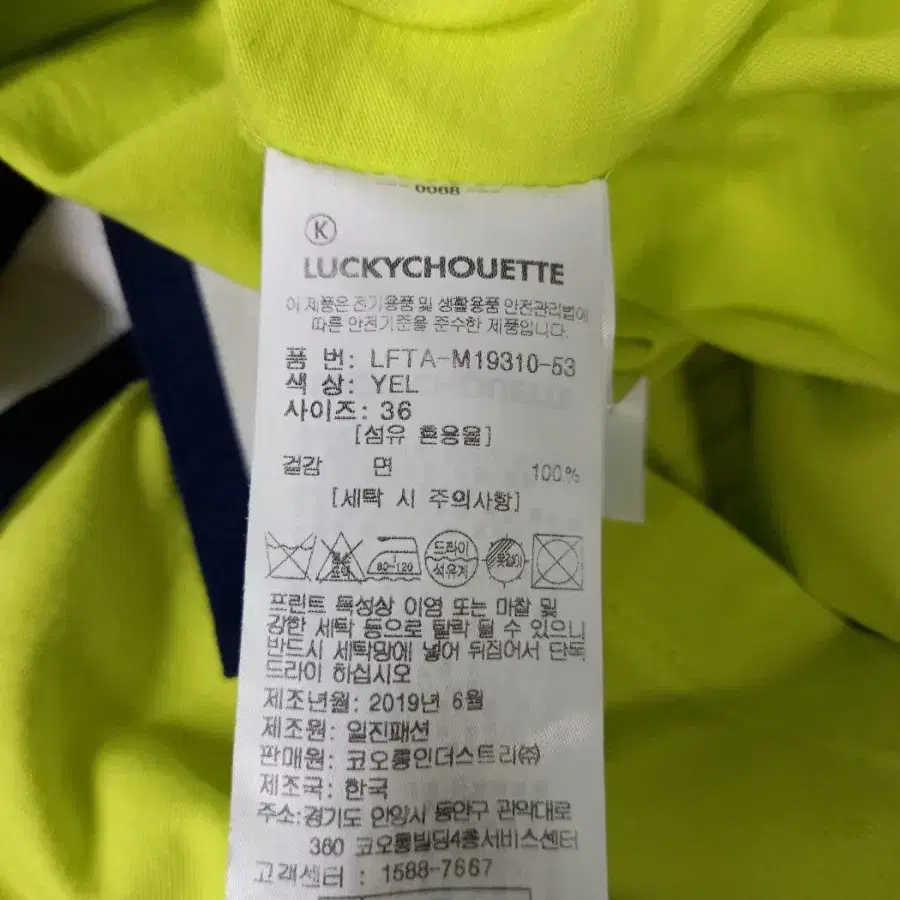 0068
K
LUCKYCHOUETTE
이 제품은 전기용품 및 생활용품 안전관리법에
따른 안전기준을 준수한 제품입니다.
품 번: LFTA-M19310-53
색 상: YEL
사이즈: 36
[섬유 혼용율]
겉감 면 100%
[세탁 시 주의사항]
1 80-120 드라이 석유계 옷걸이
프린트 특성상 이염 또는 마찰 및
강한 세탁 등으로 탈락 될 수 있으니
반드시 세탁망에 넣어 뒤집어서 단독
드라이 하십시오
제조년월: 2019년 6월
제조원: 일진패션
판매원: 코오롱인더스트리㈜
제조국: 한국
주소:경기도 안양시 동안구 관악대로
360 코오롱빌딩4층서비스센터
고객센터 : 1588-7667